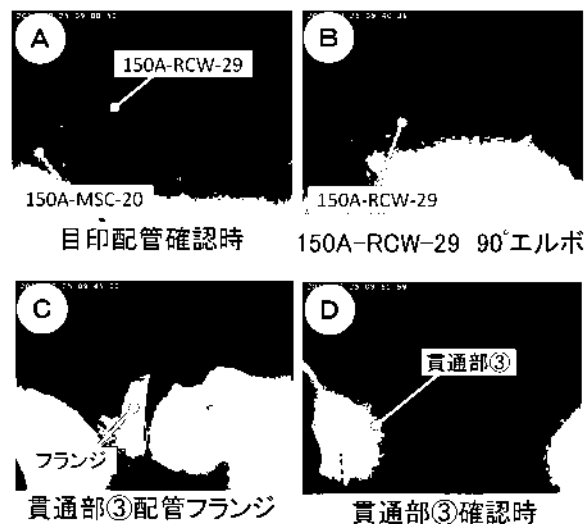 A
150A-RCW-29
150A-MSC-20
目印配管確認時
B
150A-RCW-29
150A-RCW-29 90°エルボ
C
フランジ
貫通部③配管フランジ
D
貫通部③
貫通部③確認時